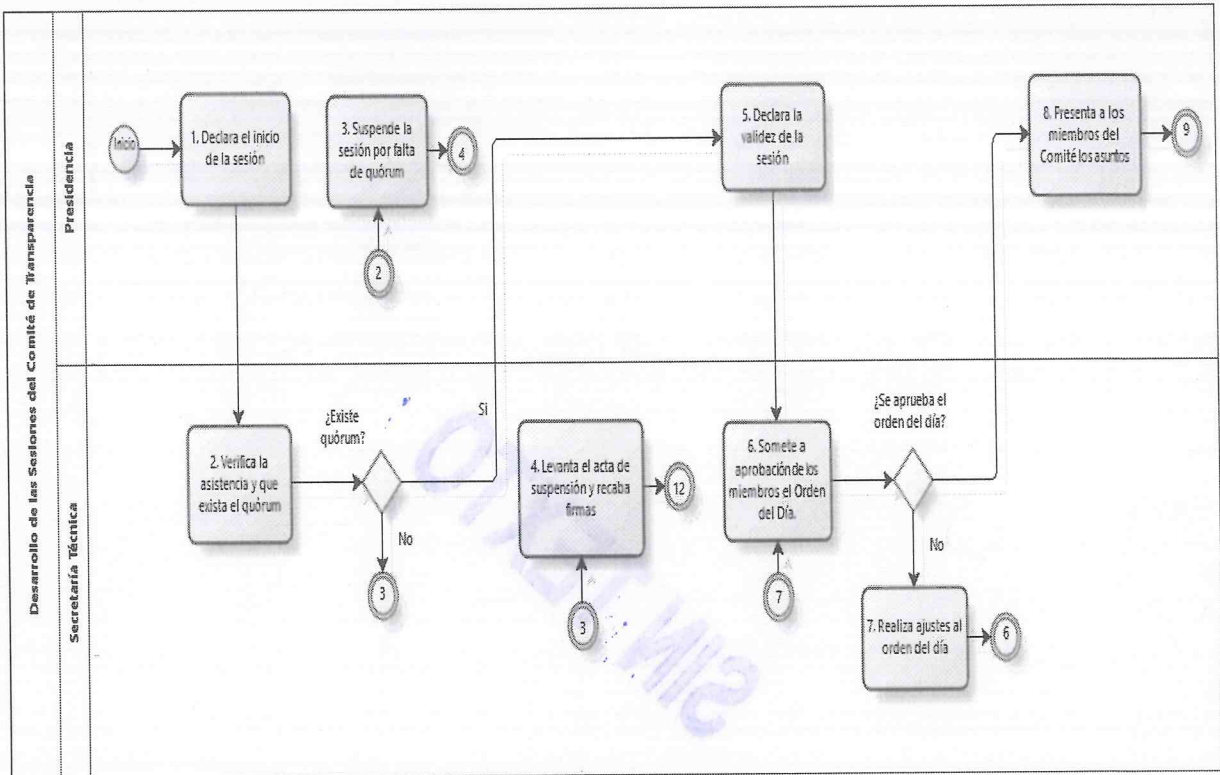 Desarrollo de las Sesiones del Comité de Transparencia
Presidencia
Inicio
1. Declara el inicio
de la sesión
3. Suspende la
sesión por falta
de quórum
4
2
5. Declara la
validez de la
sesión
8. Presenta a los
miembros del
Comité los asuntos
9
Secretaría Técnica
2. Verifica la
asistencia y que
exista el quórum
¿Existe
quórum?
Si
No
3
4. Levanta el acta de
suspensión y recaba
firmas
12
3
6. Somete a
aprobación de los
miembros el Orden
del Día.
7
¿Se aprueba el
orden del día?
No
7. Realiza ajustes al
orden del día
6